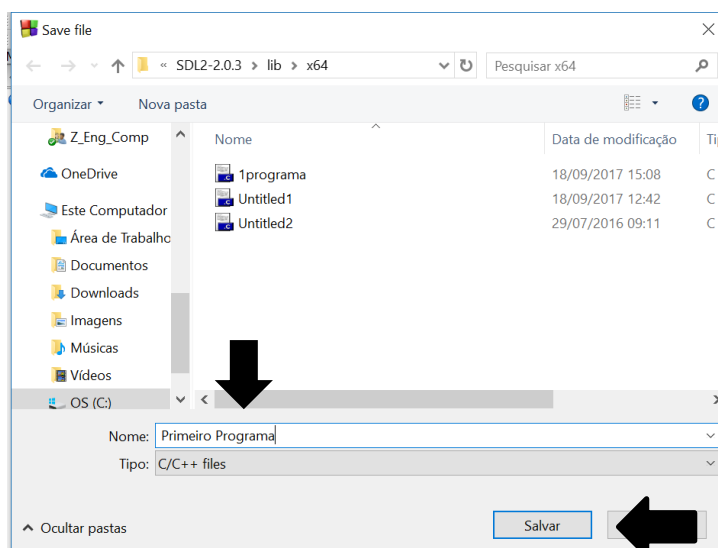 Save file
« SDL2-2.0.3 > lib > x64
Pesquisar x64
Organizar
Nova pasta
Z_Eng_Comp
OneDrive
Este Computador
Área de Trabalho
Documentos
Downloads
Imagens
Músicas
Vídeos
OS (C:)
Nome Data de modificação Ti
1programa 18/09/2017 15:08 C
Untitled1 18/09/2017 12:42 C
Untitled2 29/07/2016 09:11 C
Nome: Primeiro Programa
Tipo: C/C++ files
Ocultar pastas
Salvar